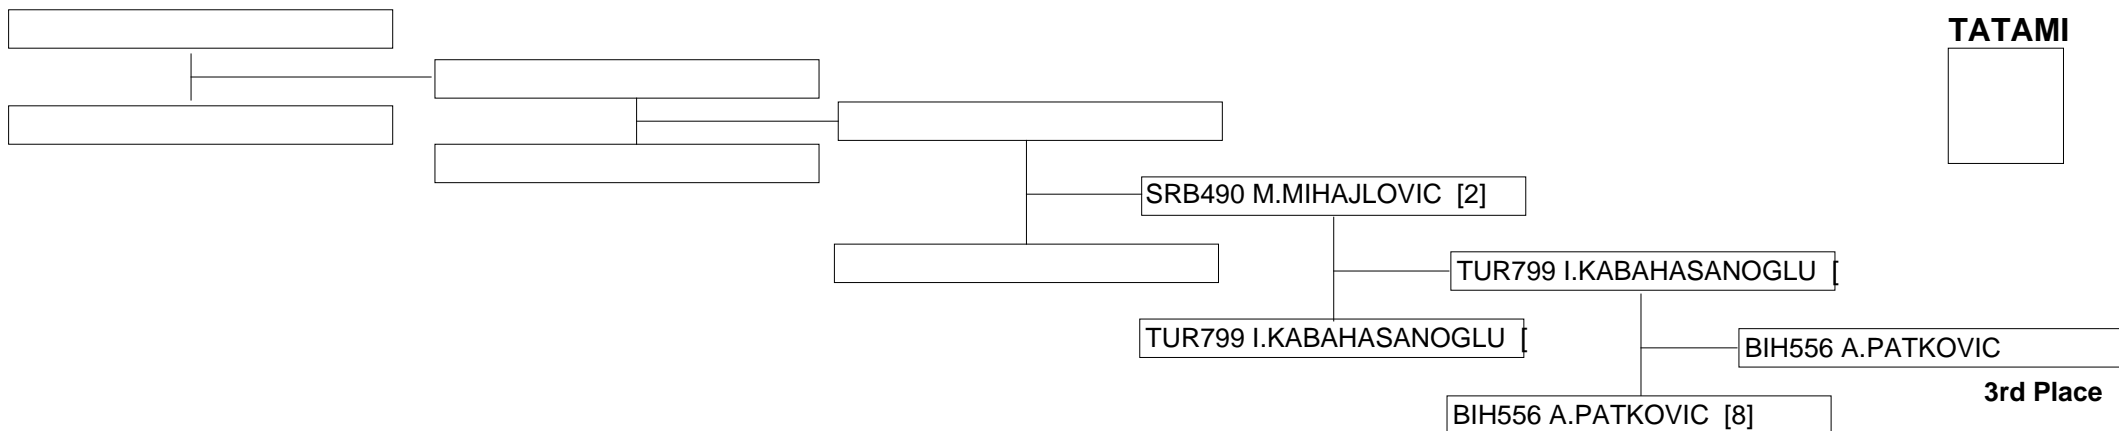 TATAMI
SRB490 M.MIHAJLOVIC [2]
TUR799 I.KABAHASANOGLU [
TUR799 I.KABAHASANOGLU [
BIH556 A.PATKOVIC
3rd Place
BIH556 A.PATKOVIC [8]